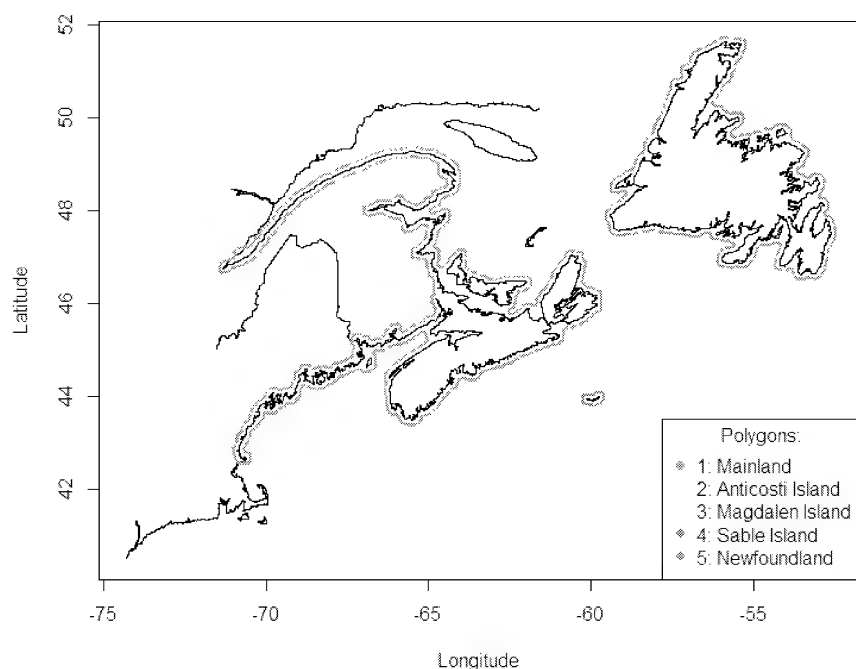 52
50
48
46
44
42
Latitude
-75
-70
-65
-60
-55
Longitude
Polygons:
1: Mainland
2: Anticosti Island
3: Magdalen Island
4: Sable Island
5: Newfoundland